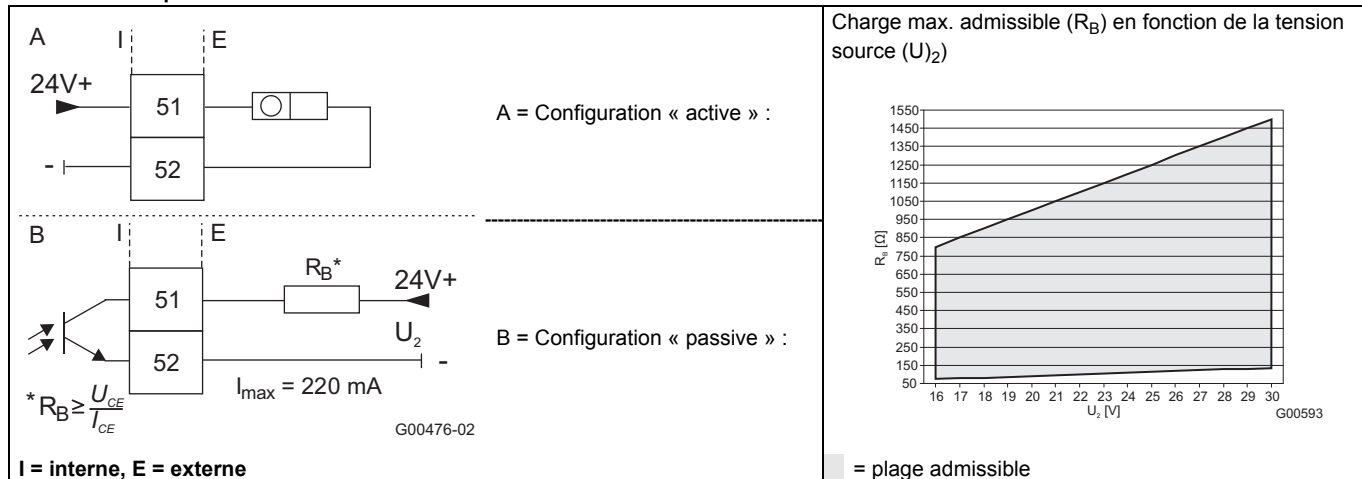 A
I
E
24V+
51
A = Configuration « active » :
-
52
B
I
E
R_B*
24V+
51
U_2
B = Configuration « passive » :
52
-
I_max = 220 mA
*R_B ≥ U_CE / I_CE
G00476-02
I = interne, E = externe
Charge max. admissible (R_B) en fonction de la tension
source (U)_2)
1550
1450
1350
1250
1150
1050
950
850
750
650
550
450
350
250
150
50
R_B [Ω]
16 17 18 19 20 21 22 23 24 25 26 27 28 29 30
U_2 [V]
G00593
= plage admissible